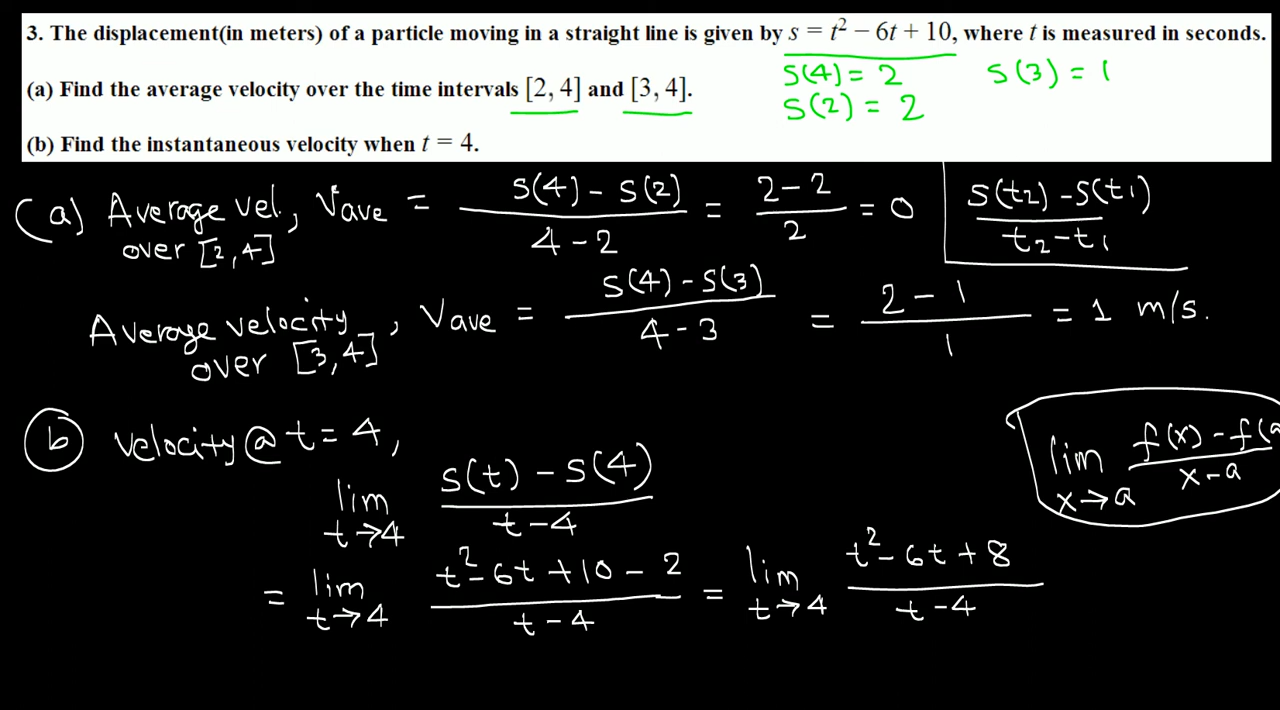 3. The displacement(in meters) of a particle moving in a straight line is given by s = t² − 6t + 10, where t is measured in seconds.
s(4) = 2 s(3) = 1
(a) Find the average velocity over the time intervals [2, 4] and [3, 4].
s(2) = 2
(b) Find the instantaneous velocity when t = 4.
(a) Average vel., Vave = (s(4) - s(2))/(4 - 2) = (2 - 2)/2 = 0
over [2,4]
(s(t2) - s(t1))/(t2 - t1)
Average velocity, Vave = (s(4) - s(3))/(4 - 3) = (2 - 1)/1 = 1 m/s.
over [3,4]
(b) Velocity @ t = 4,
lim x→a (f(x) - f(a)/(x - a)
lim t→4 (s(t) - s(4))/(t - 4)
= lim t→4 (t² - 6t + 10 - 2)/(t - 4) = lim t→4 (t² - 6t + 8)/(t - 4)